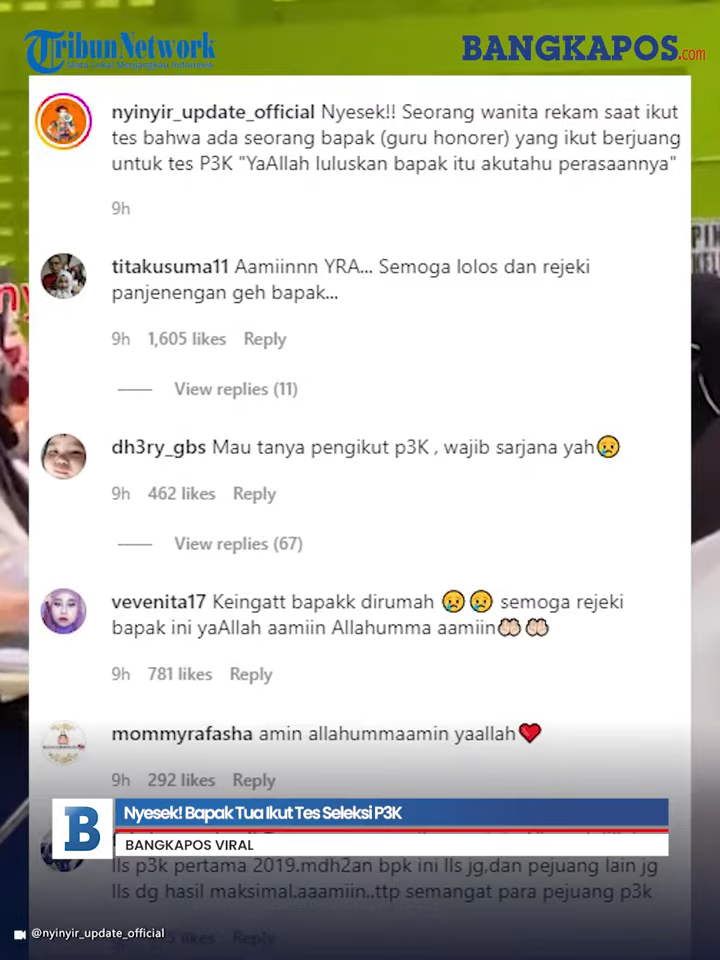 TribunNetwork
Mata Lokal Menjangkau Indonesia
BANGKAPOS.com
nyinyir_update_official Nyesek!! Seorang wanita rekam saat ikut
tes bahwa ada seorang bapak (guru honorer) yang ikut berjuang
untuk tes P3K "YaAllah luluskan bapak itu akutahu perasaannya"
9h
titakusuma11 Aamiinnn YRA... Semoga lolos dan rejeki
panjenengan geh bapak...
9h 1,605 likes Reply
View replies (11)
dh3ry_gbs Mau tanya pengikut p3K , wajib sarjana yah😢
9h 462 likes Reply
View replies (67)
vevenita17 Keingatt bapakk dirumah 😢😢 semoga rejeki
bapak ini yaAllah aamiin Allahumma aamiin🤲🤲
9h 781 likes Reply
mommyrafasha amin allahummaamin yaallah❤️
9h 292 likes Reply
B
Nyesek! Bapak Tua Ikut Tes Seleksi P3K
BANGKAPOS VIRAL
lls p3k pertama 2019.mdh2an bpk ini lls jg,dan pejuang lain jg
lls dg hasil maksimal.aaamiin..ttp semangat para pejuang p3k
likes Reply
@nyinyir_update_official